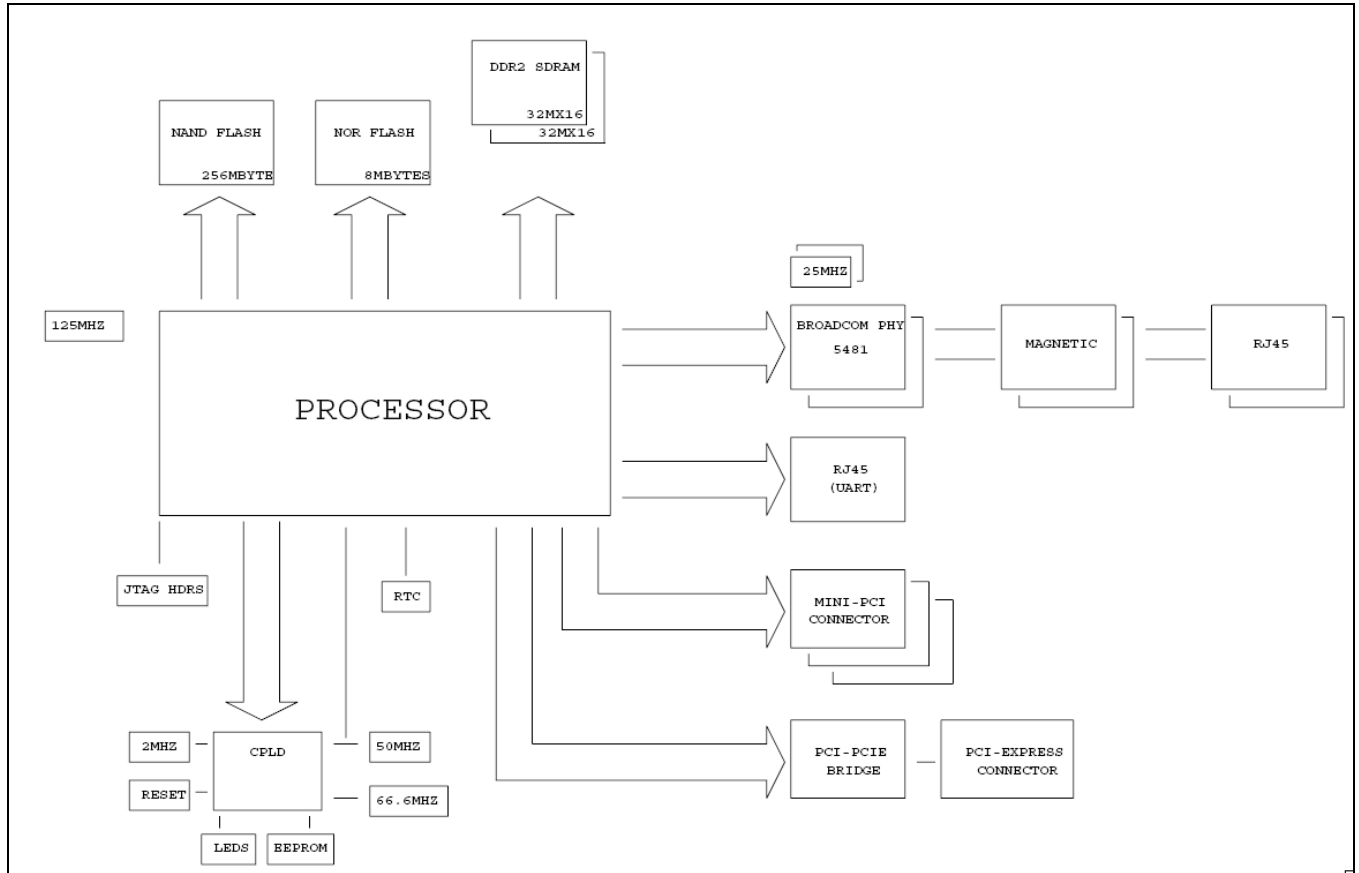 DDR2 SDRAM
32MX16
32MX16
NAND FLASH
256MBYTE
NOR FLASH
8MBYTES
25MHZ
125MHZ
PROCESSOR
BROADCOM PHY
5481
MAGNETIC
RJ45
RJ45
(UART)
JTAG HDRS
RTC
MINI-PCI
CONNECTOR
2MHZ
CPLD
50MHZ
RESET
66.6MHZ
LEDS
EEPROM
PCI-PCIE
BRIDGE
PCI-EXPRESS
CONNECTOR